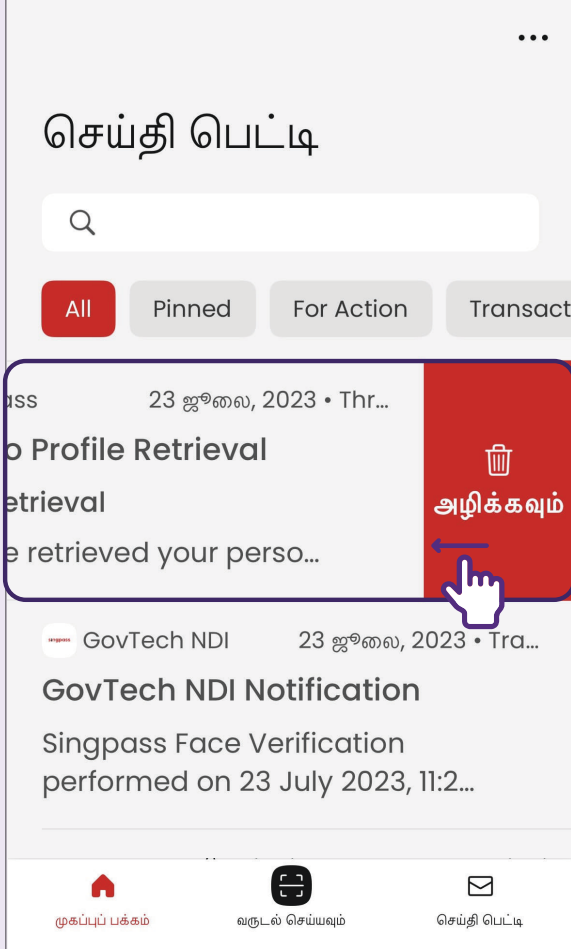 செய்தி பெட்டி
All Pinned For Action Transact
ass 23 ஜூலை, 2023 • Thr...
o Profile Retrieval
etrieval
e retrieved your perso...
அழிக்கவும்
singpass GovTech NDI 23 ஜூலை, 2023 • Tra...
GovTech NDI Notification
Singpass Face Verification
performed on 23 July 2023, 11:2...
முகப்புப் பக்கம் வருடல் செய்யவும் செய்தி பெட்டி